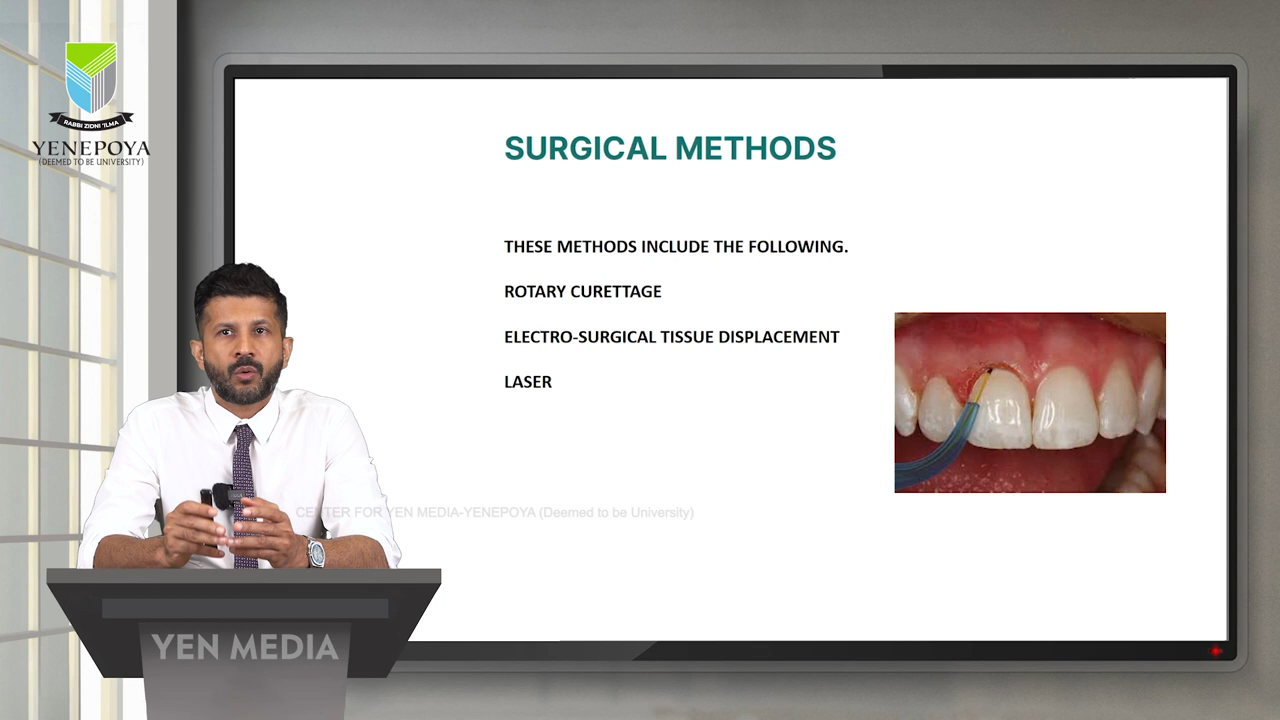 RABBI ZIDNI 'ILMA
YENEPOYA
(DEEMED TO BE UNIVERSITY)
SURGICAL METHODS
THESE METHODS INCLUDE THE FOLLOWING.
ROTARY CURETTAGE
ELECTRO-SURGICAL TISSUE DISPLACEMENT
LASER
CENTER FOR YEN MEDIA-YENEPOYA (Deemed to be University)
YEN MEDIA